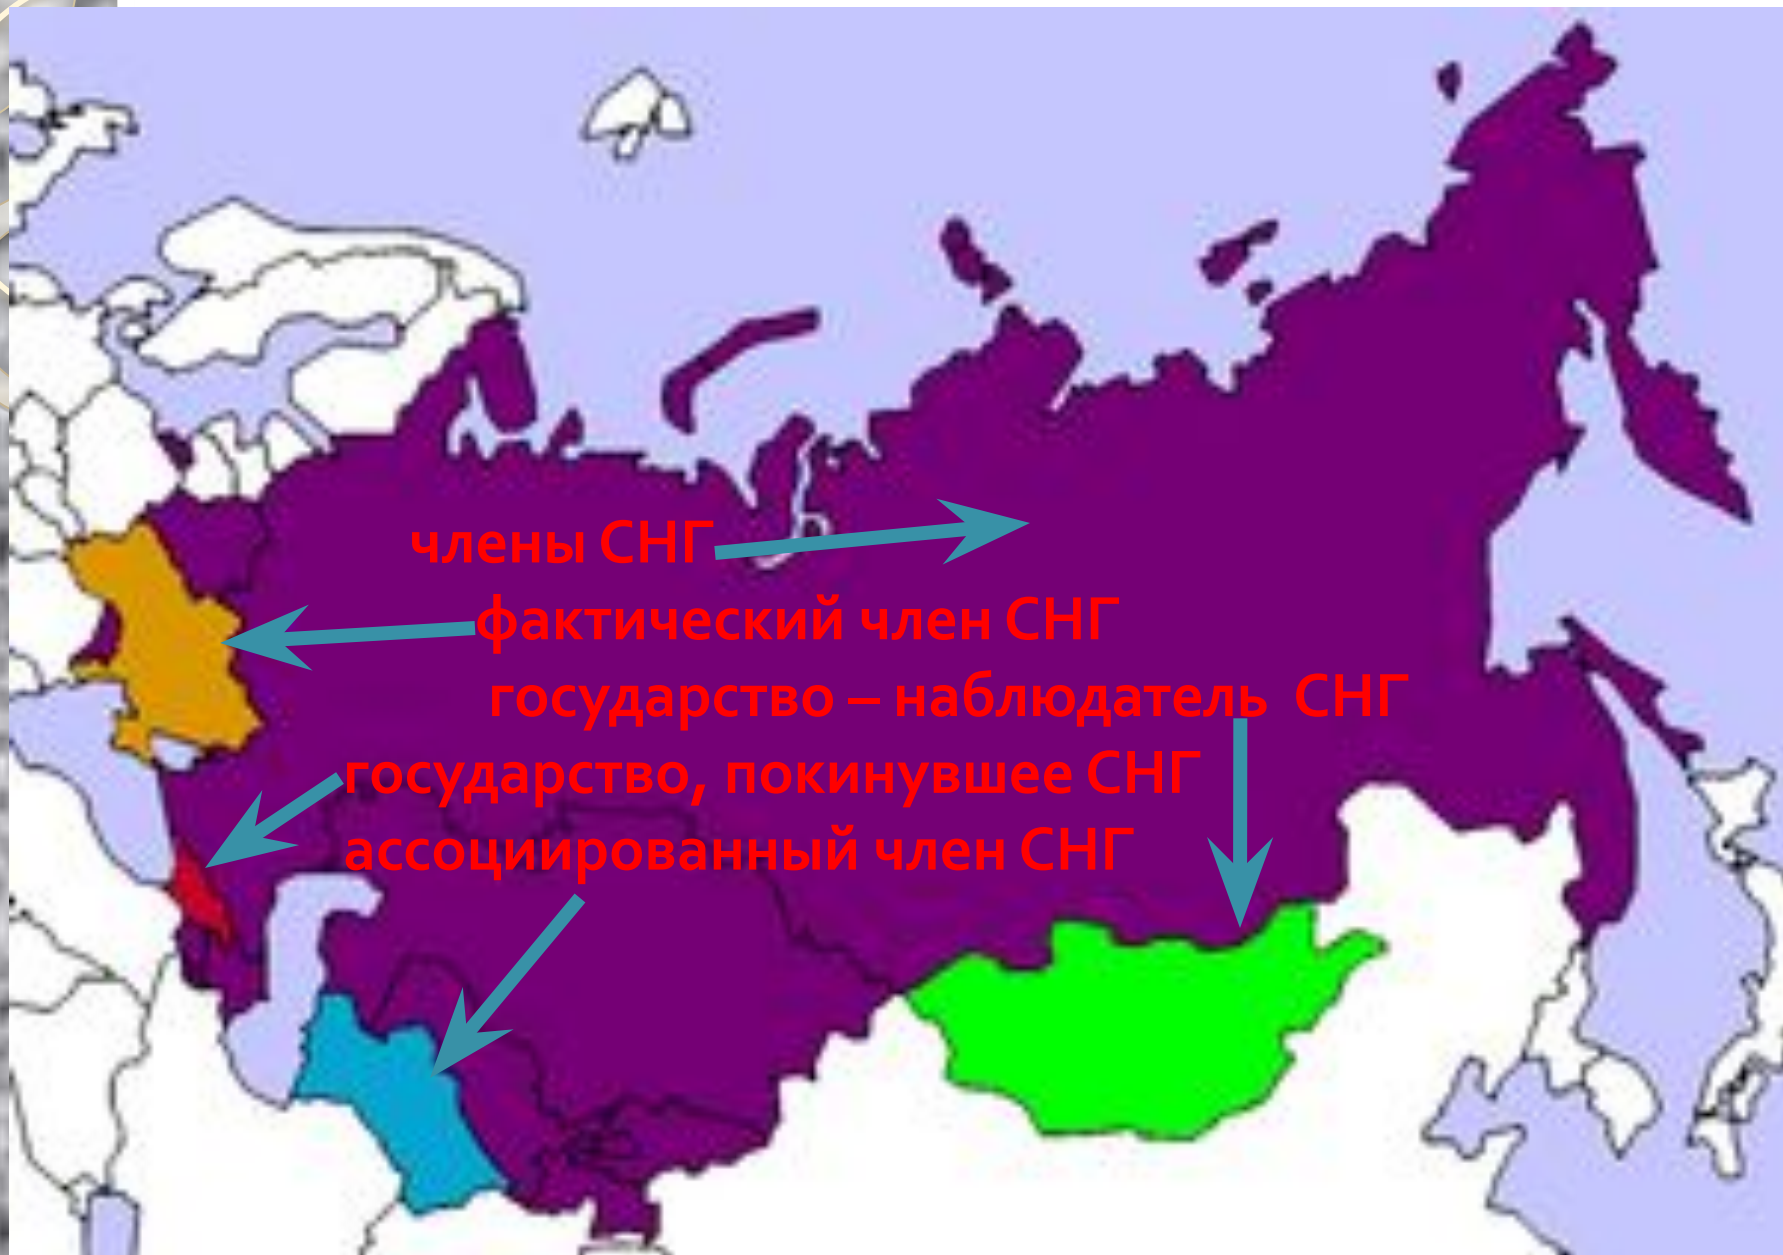 члены СНГ
фактический член СНГ
государство – наблюдатель СНГ
государство, покинувшее СНГ
ассоциированный член СНГ